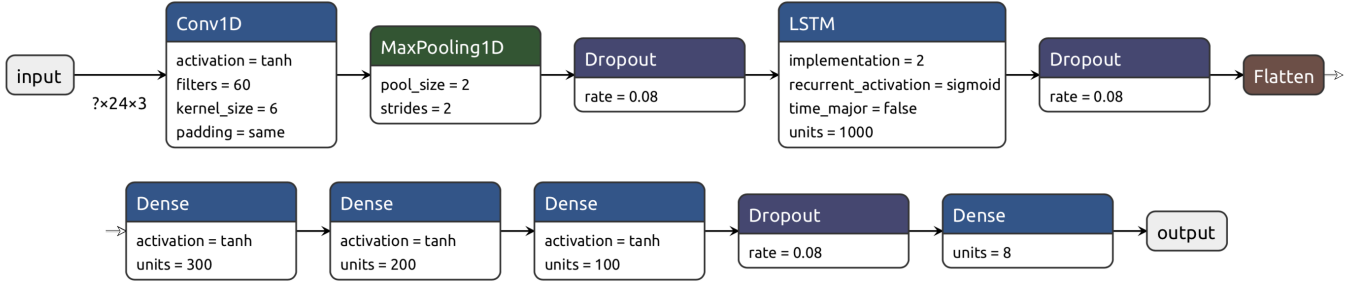 input
?×24×3
Conv1D
activation = tanh
filters = 60
kernel_size = 6
padding = same
MaxPooling1D
pool_size = 2
strides = 2
Dropout
rate = 0.08
LSTM
implementation = 2
recurrent_activation = sigmoid
time_major = false
units = 1000
Dropout
rate = 0.08
Flatten
Dense
activation = tanh
units = 300
Dense
activation = tanh
units = 200
Dense
activation = tanh
units = 100
Dropout
rate = 0.08
Dense
units = 8
output